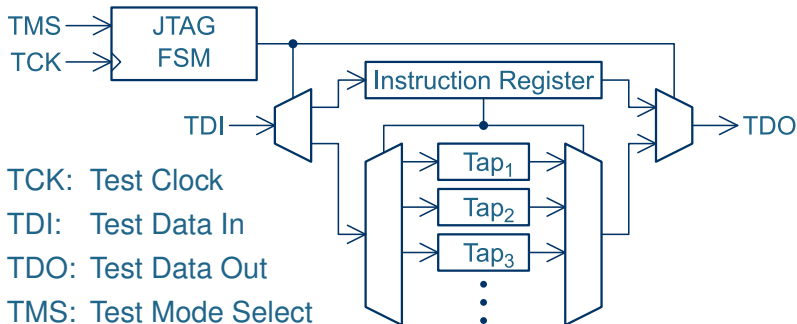 TMS
TCK
JTAG
FSM
Instruction Register
TDI
TDO
Tap1
Tap2
Tap3
TCK: Test Clock
TDI: Test Data In
TDO: Test Data Out
TMS: Test Mode Select